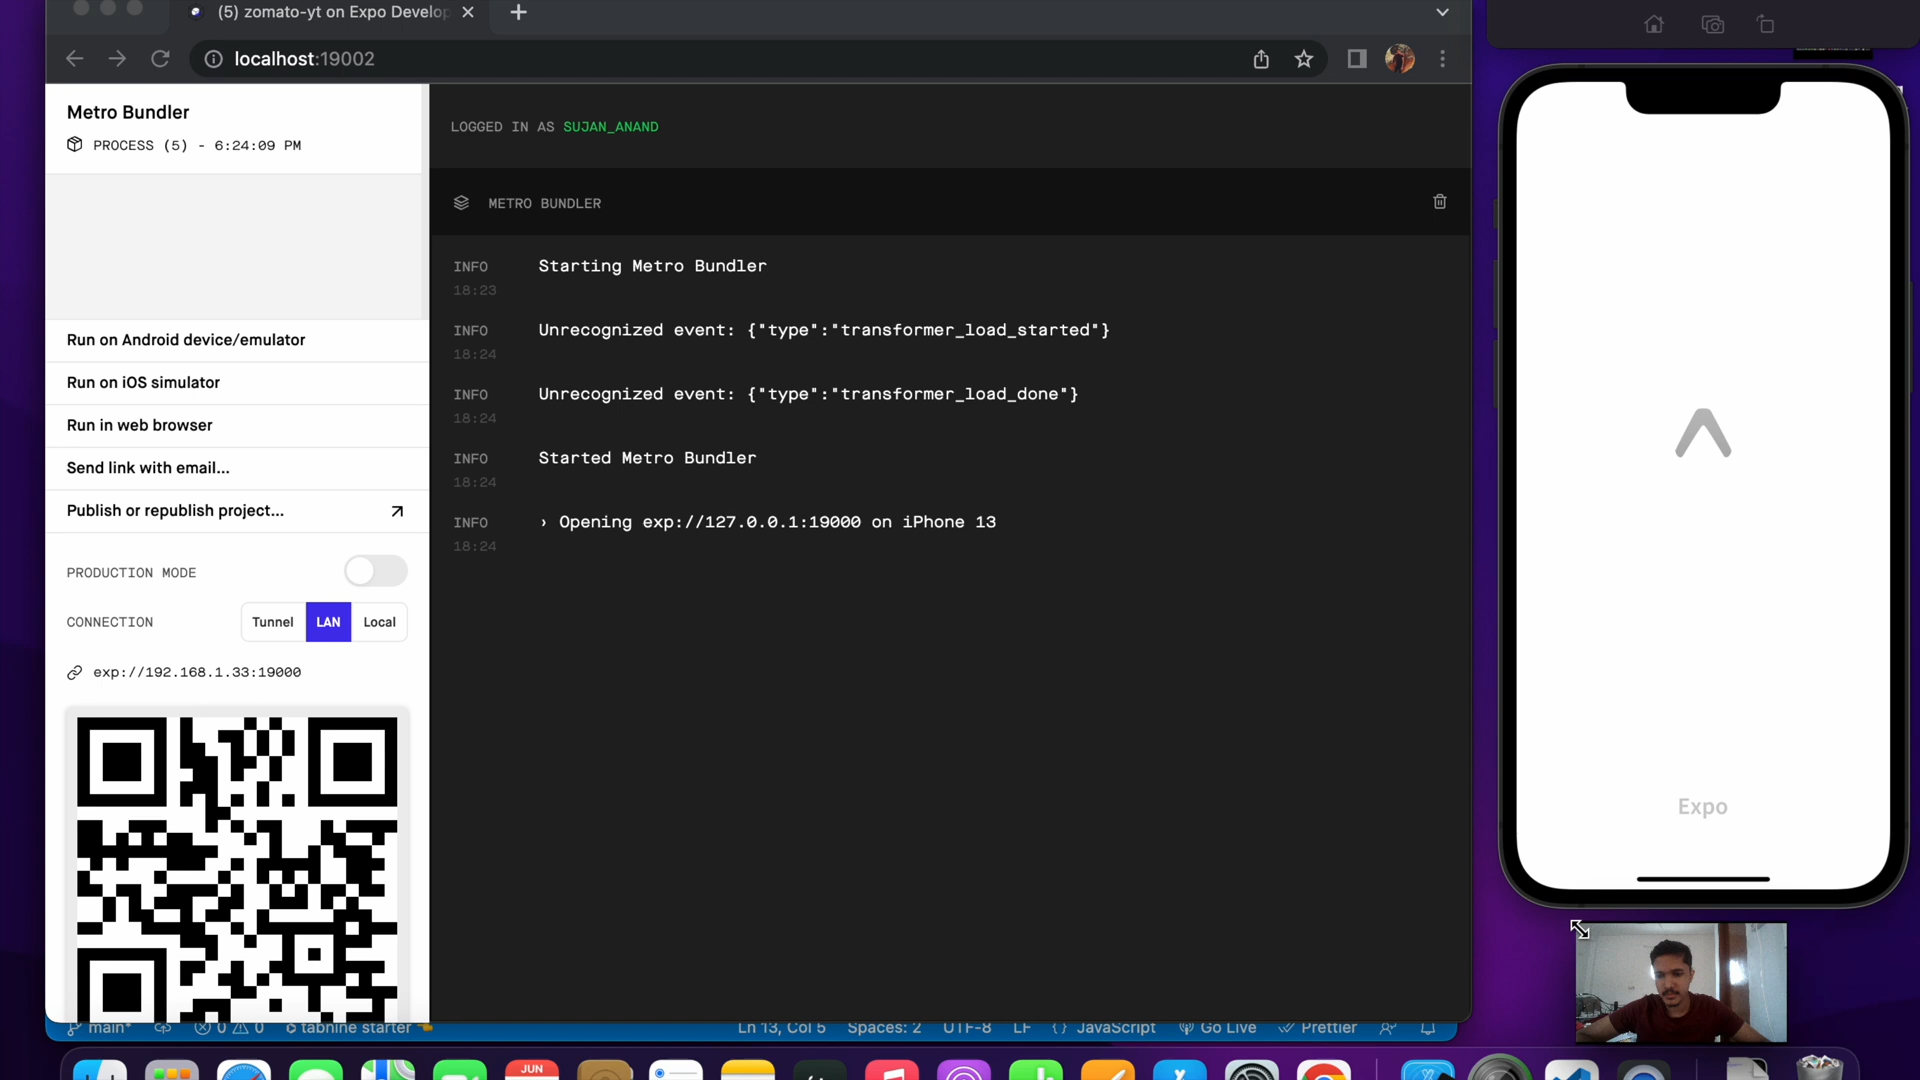 (5) zomato-yt on Expo Develop
localhost:19002
Metro Bundler
PROCESS (5) - 6:24:09 PM
Run on Android device/emulator
Run on iOS simulator
Run in web browser
Send link with email...
Publish or republish project...
PRODUCTION MODE
CONNECTION
Tunnel
LAN
Local
exp://192.168.1.33:19000
LOGGED IN AS SUJAN_ANAND
METRO BUNDLER
INFO Starting Metro Bundler
18:23
INFO Unrecognized event: {"type":"transformer_load_started"}
18:24
INFO Unrecognized event: {"type":"transformer_load_done"}
18:24
INFO Started Metro Bundler
18:24
INFO › Opening exp://127.0.0.1:19000 on iPhone 13
18:24
Expo
main* 0 0 tabnine starter Ln 13, Col 5 Spaces: 2 UTF-8 LF {} JavaScript Go Live Prettier
JUN